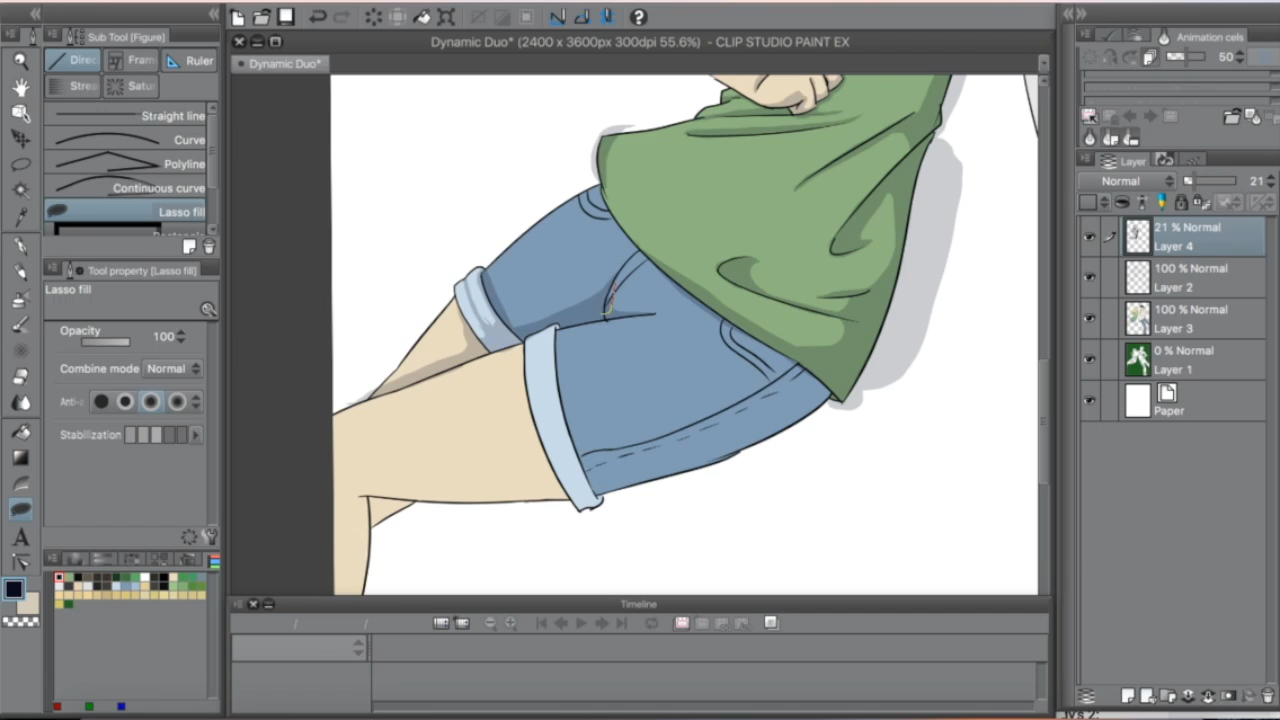 Sub Tool [Figure]
Direc
Fram
Ruler
Strea
Satur
Straight line
Curve
Polyline
Continuous curve
Lasso fill
Tool property [Lasso fill]
Lasso fill
Opacity 100
Combine mode Normal
Stabilization
Dynamic Duo* (2400 x 3600px 300dpi 55.6%) - CLIP STUDIO PAINT EX
Dynamic Duo*
Timeline
/ /
Animation cels
50
Layer
Normal 21
21 % Normal
Layer 4
100 % Normal
Layer 2
100 % Normal
Layer 3
0 % Normal
Layer 1
Paper